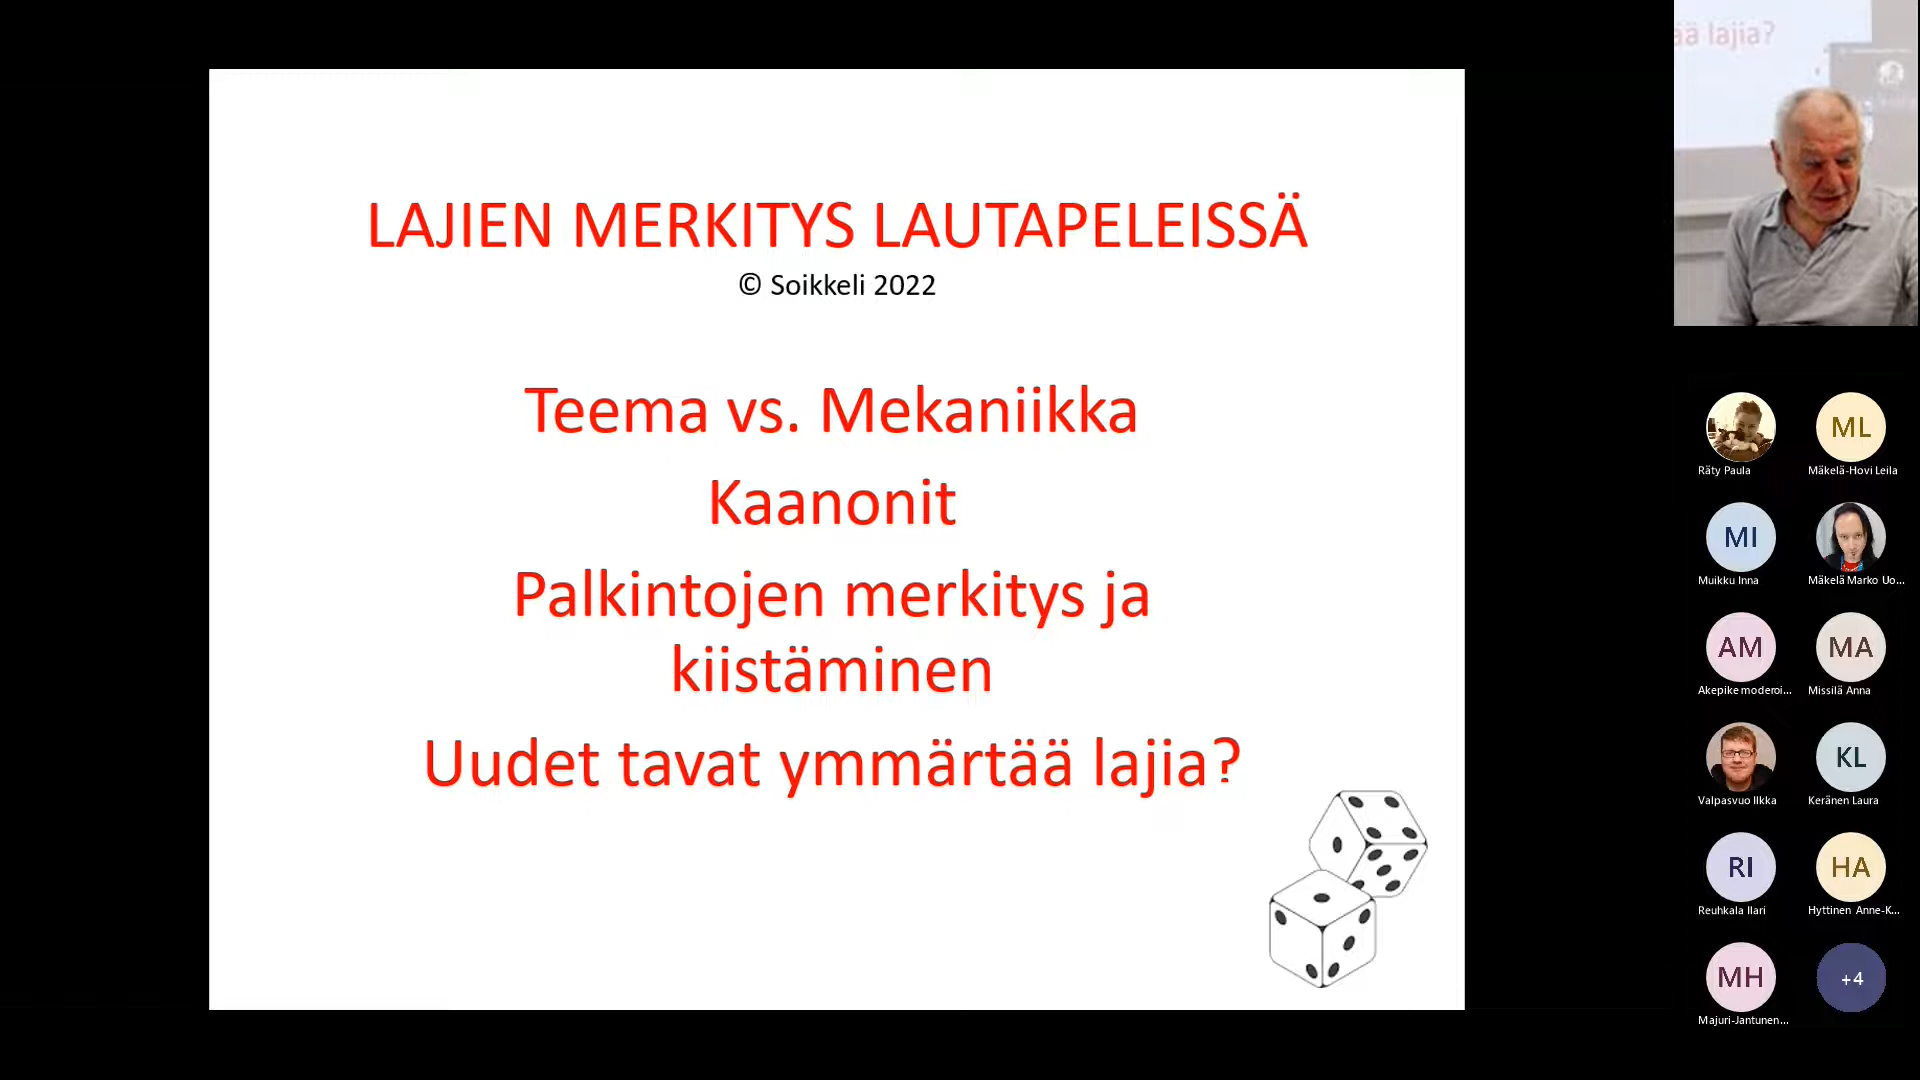 LAJIEN MERKITYS LAUTAPELEISSÄ
© Soikkeli 2022
Teema vs. Mekaniikka
Kaanonit
Palkintojen merkitys ja
kiistäminen
Uudet tavat ymmärtää lajia?
ää lajia?
Räty Paula
ML
Mäkelä-Hovi Leila
MI
Muikku Inna
Mäkelä Marko Uo...
AM
Akepike moderoi...
MA
Missilä Anna
Valpasvuo Ilkka
KL
Keränen Laura
RI
Reuhkala Ilari
HA
Hyttinen Anne-K...
MH
Majuri-Jantunen...
+4